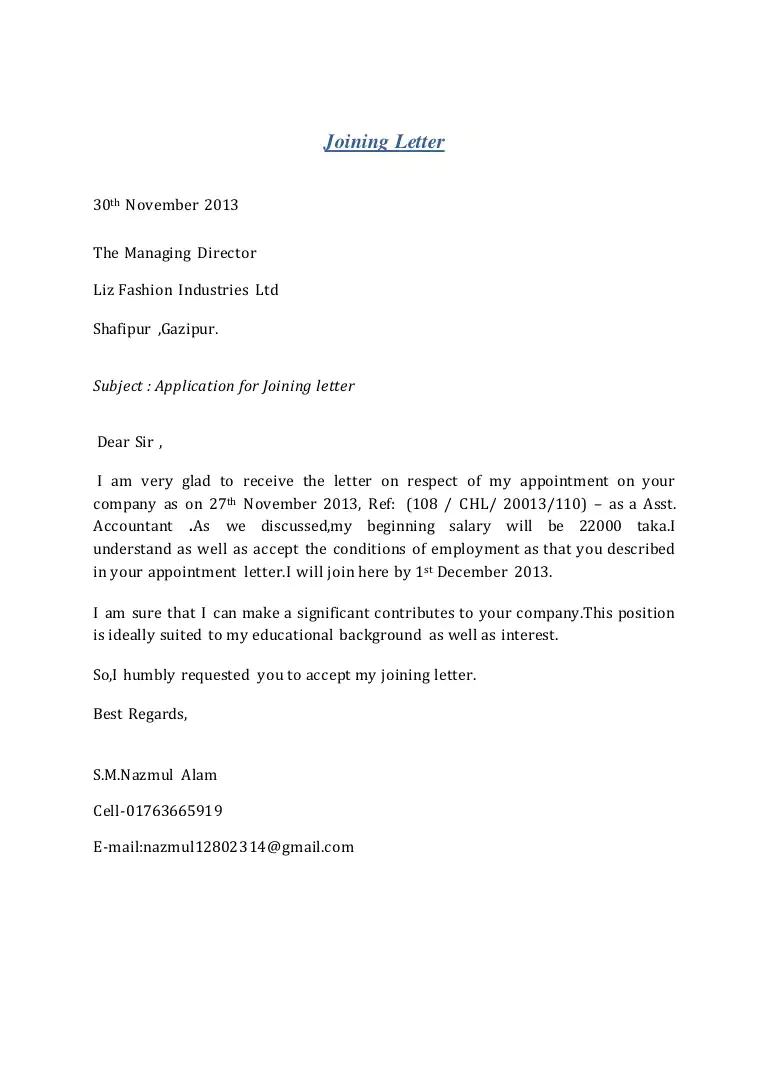 Joining Letter
30th November 2013
The Managing Director
Liz Fashion Industries Ltd
Shafipur ,Gazipur.
Subject : Application for Joining letter
Dear Sir ,
I am very glad to receive the letter on respect of my appointment on your
company as on 27th November 2013, Ref: (108 / CHL/ 20013/110) – as a Asst.
Accountant .As we discussed,my beginning salary will be 22000 taka.I
understand as well as accept the conditions of employment as that you described
in your appointment letter.I will join here by 1st December 2013.
I am sure that I can make a significant contributes to your company.This position
is ideally suited to my educational background as well as interest.
So,I humbly requested you to accept my joining letter.
Best Regards,
S.M.Nazmul Alam
Cell-01763665919
E-mail:nazmul12802314@gmail.com